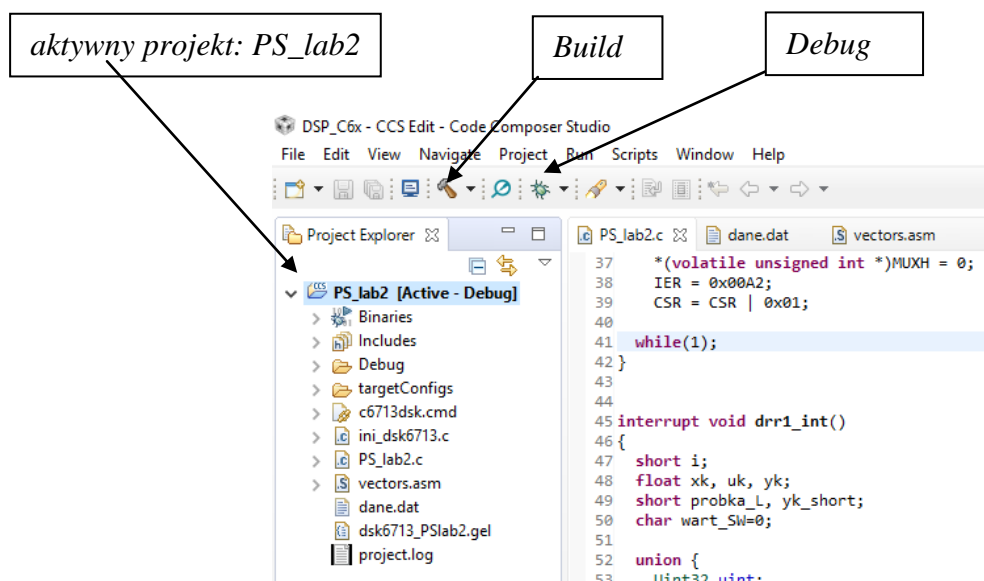 aktywny projekt: PS_lab2
Build
Debug
DSP_C6x - CCS Edit - Code Composer Studio
File Edit View Navigate Project Run Scripts Window Help
Project Explorer
PS_lab2 [Active - Debug]
Binaries
Includes
Debug
targetConfigs
c6713dsk.cmd
ini_dsk6713.c
PS_lab2.c
vectors.asm
dane.dat
dsk6713_PSlab2.gel
project.log
PS_lab2.c dane.dat vectors.asm
37 *(volatile unsigned int *)MUXH = 0;
38 IER = 0x00A2;
39 CSR = CSR | 0x01;
40
41 while(1);
42 }
43
44
45 interrupt void drr1_int()
46 {
47 short i;
48 float xk, uk, yk;
49 short probka_L, yk_short;
50 char wart_SW=0;
51
52 union {
53 Uint32 uint;